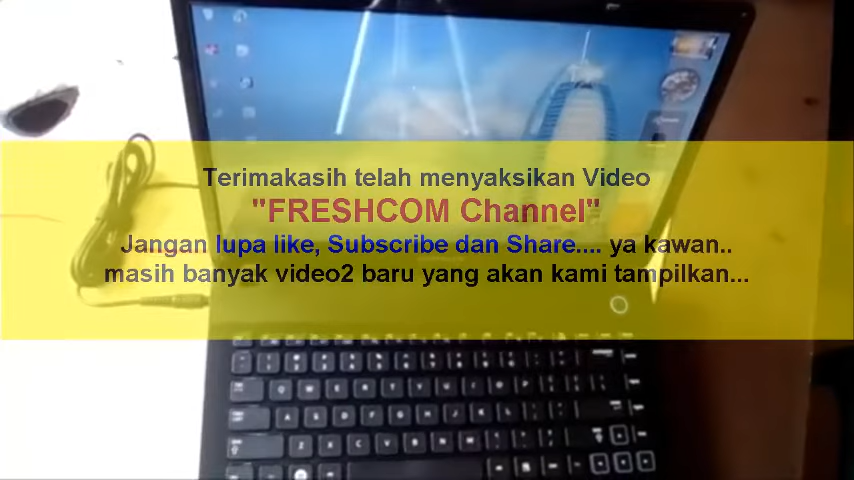 Terimakasih telah menyaksikan Video
"FRESHCOM Channel"
Jangan lupa like, Subscribe dan Share.... ya kawan..
masih banyak video2 baru yang akan kami tampilkan...